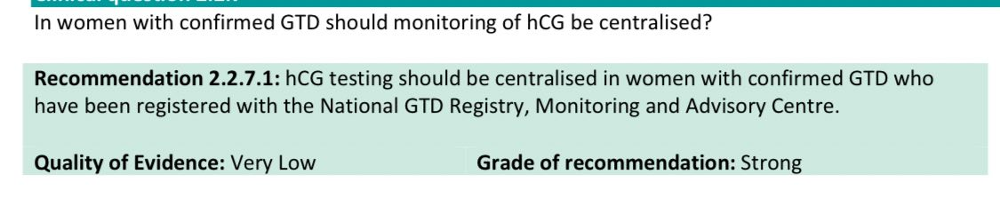 In women with confirmed GTD should monitoring of hCG be centralised?
Recommendation 2.2.7.1: hCG testing should be centralised in women with confirmed GTD who
have been registered with the National GTD Registry, Monitoring and Advisory Centre.
Quality of Evidence: Very Low Grade of recommendation: Strong